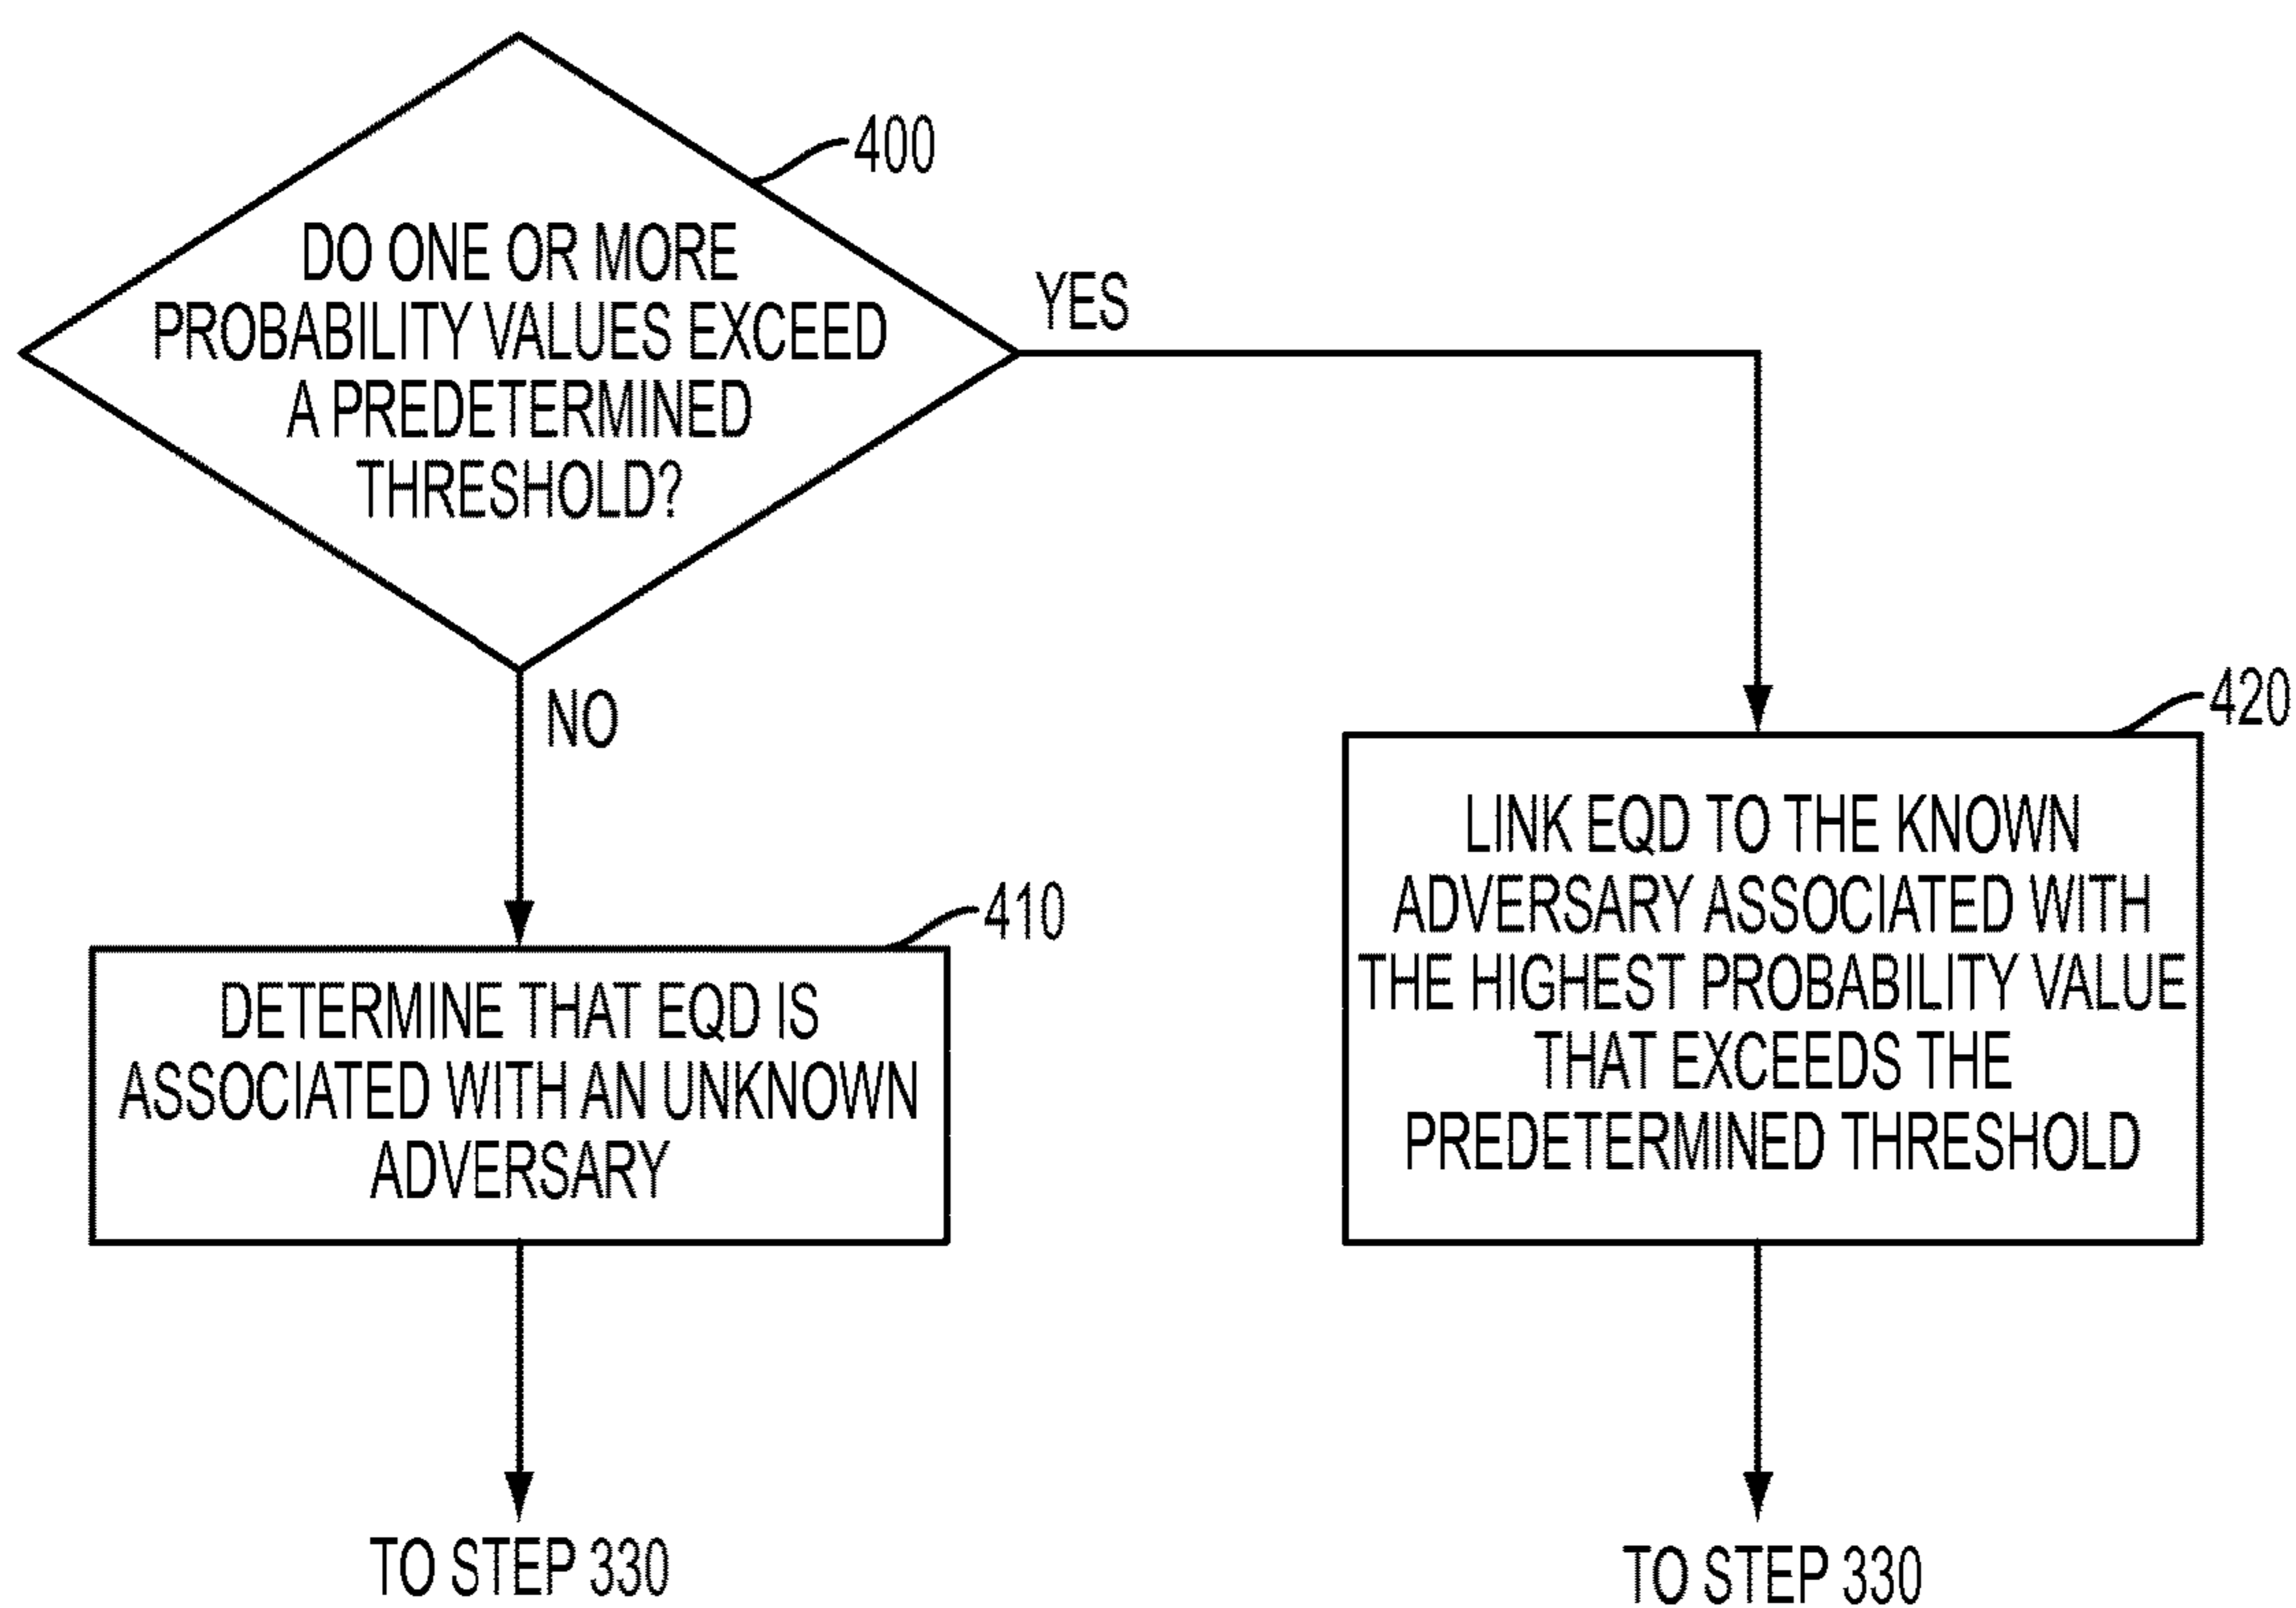 400
DO ONE OR MORE
PROBABILITY VALUES EXCEED
A PREDETERMINED
THRESHOLD?
YES
NO
410
DETERMINE THAT EQD IS
ASSOCIATED WITH AN UNKNOWN
ADVERSARY
TO STEP 330
420
LINK EQD TO THE KNOWN
ADVERSARY ASSOCIATED WITH
THE HIGHEST PROBABILITY VALUE
THAT EXCEEDS THE
PREDETERMINED THRESHOLD
TO STEP 330